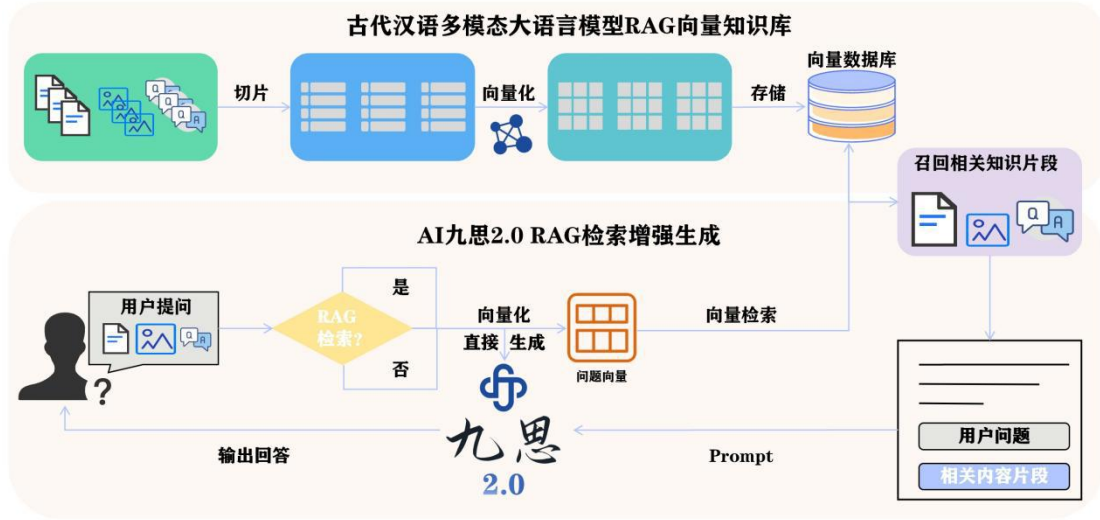 古代汉语多模态大语言模型RAG向量知识库
切片
向量化
存储
向量数据库
Q
A
召回相关知识片段
Q
A
AI九思2.0 RAG检索增强生成
用户提问
Q
A
?
RAG
检索?
是
否
向量化
直接 生成
问题向量
向量检索
九思
2.0
输出回答
Prompt
用户问题
相关内容片段